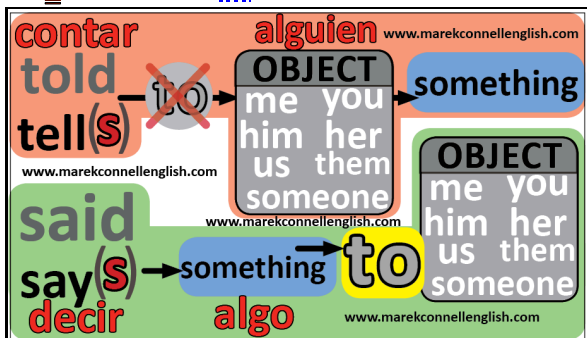 contar
alguien
www.marekconnellenglish.com
told
tell(s)
to
OBJECT
me you
him her
us them
someone
something
www.marekconnellenglish.com
www.marekconnellenglish.com
said
say(s)
decir
something
algo
to
OBJECT
me you
him her
us them
someone
www.marekconnellenglish.com